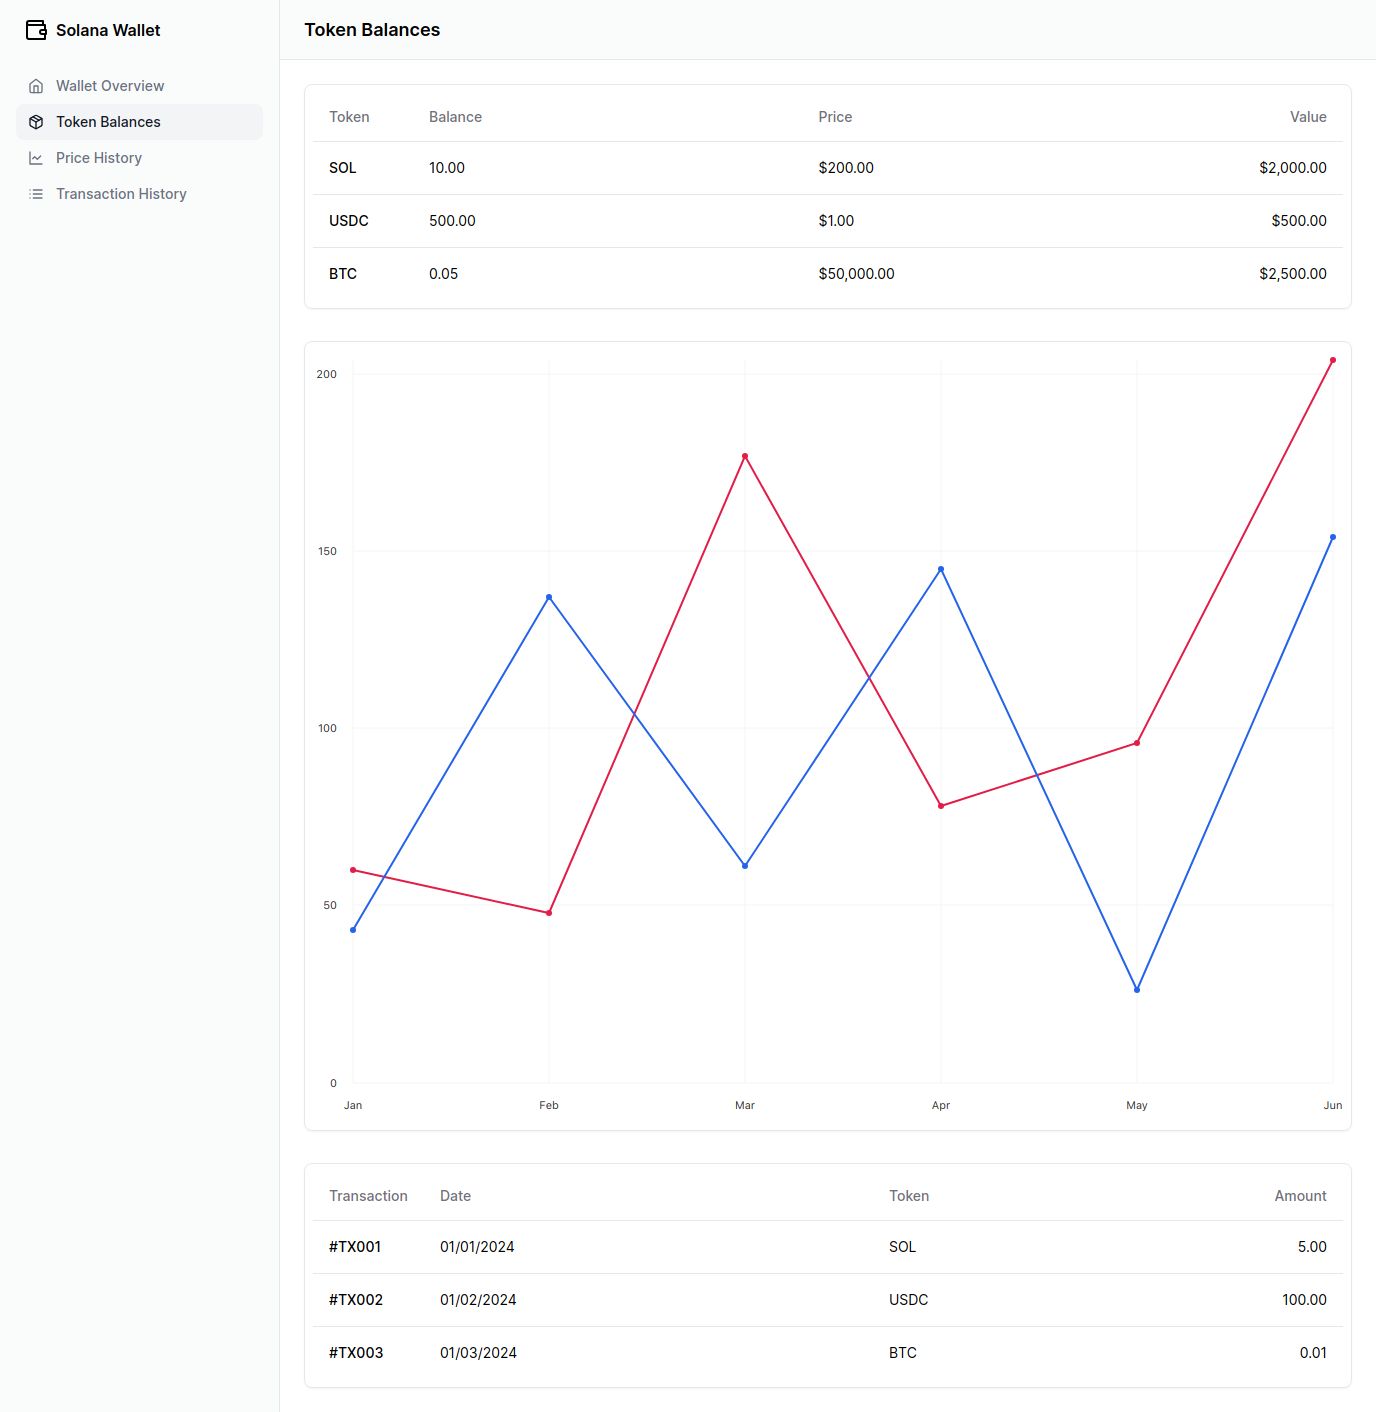 Solana Wallet
Token Balances
Wallet Overview
Token Balances
Price History
Transaction History
Token Balance Price Value
SOL 10.00 $200.00 $2,000.00
USDC 500.00 $1.00 $500.00
BTC 0.05 $50,000.00 $2,500.00
200
150
100
50
0
Jan Feb Mar Apr May Jun
Transaction Date Token Amount
#TX001 01/01/2024 SOL 5.00
#TX002 01/02/2024 USDC 100.00
#TX003 01/03/2024 BTC 0.01